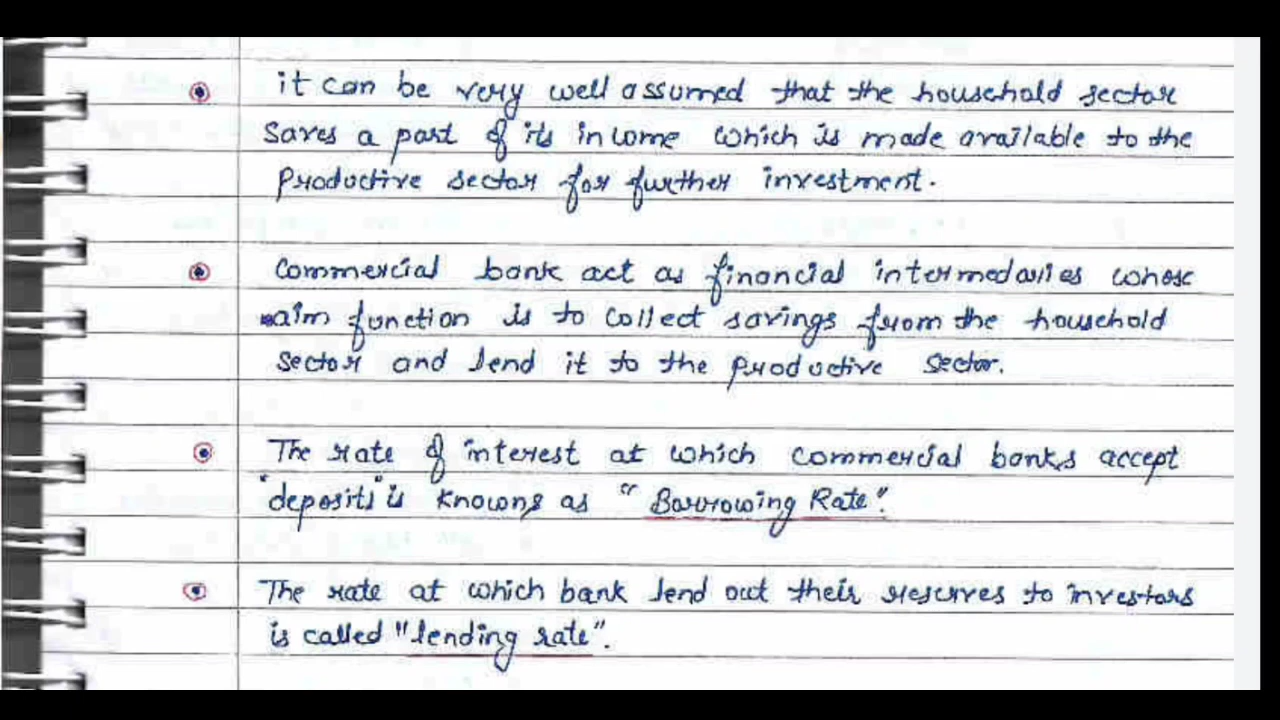 it can be very well assumed that the household sector
saves a part of its income which is made available to the
productive sector for further investment.
Commercial bank act as financial intermedaries whose
aim function is to collect savings from the household
sector and lend it to the productive sector.
The rate of interest at which commercial banks accept
"deposits" is knowns as "Borrowing Rate".
The rate at which bank lend out their reserves to investors
is called "lending rate".